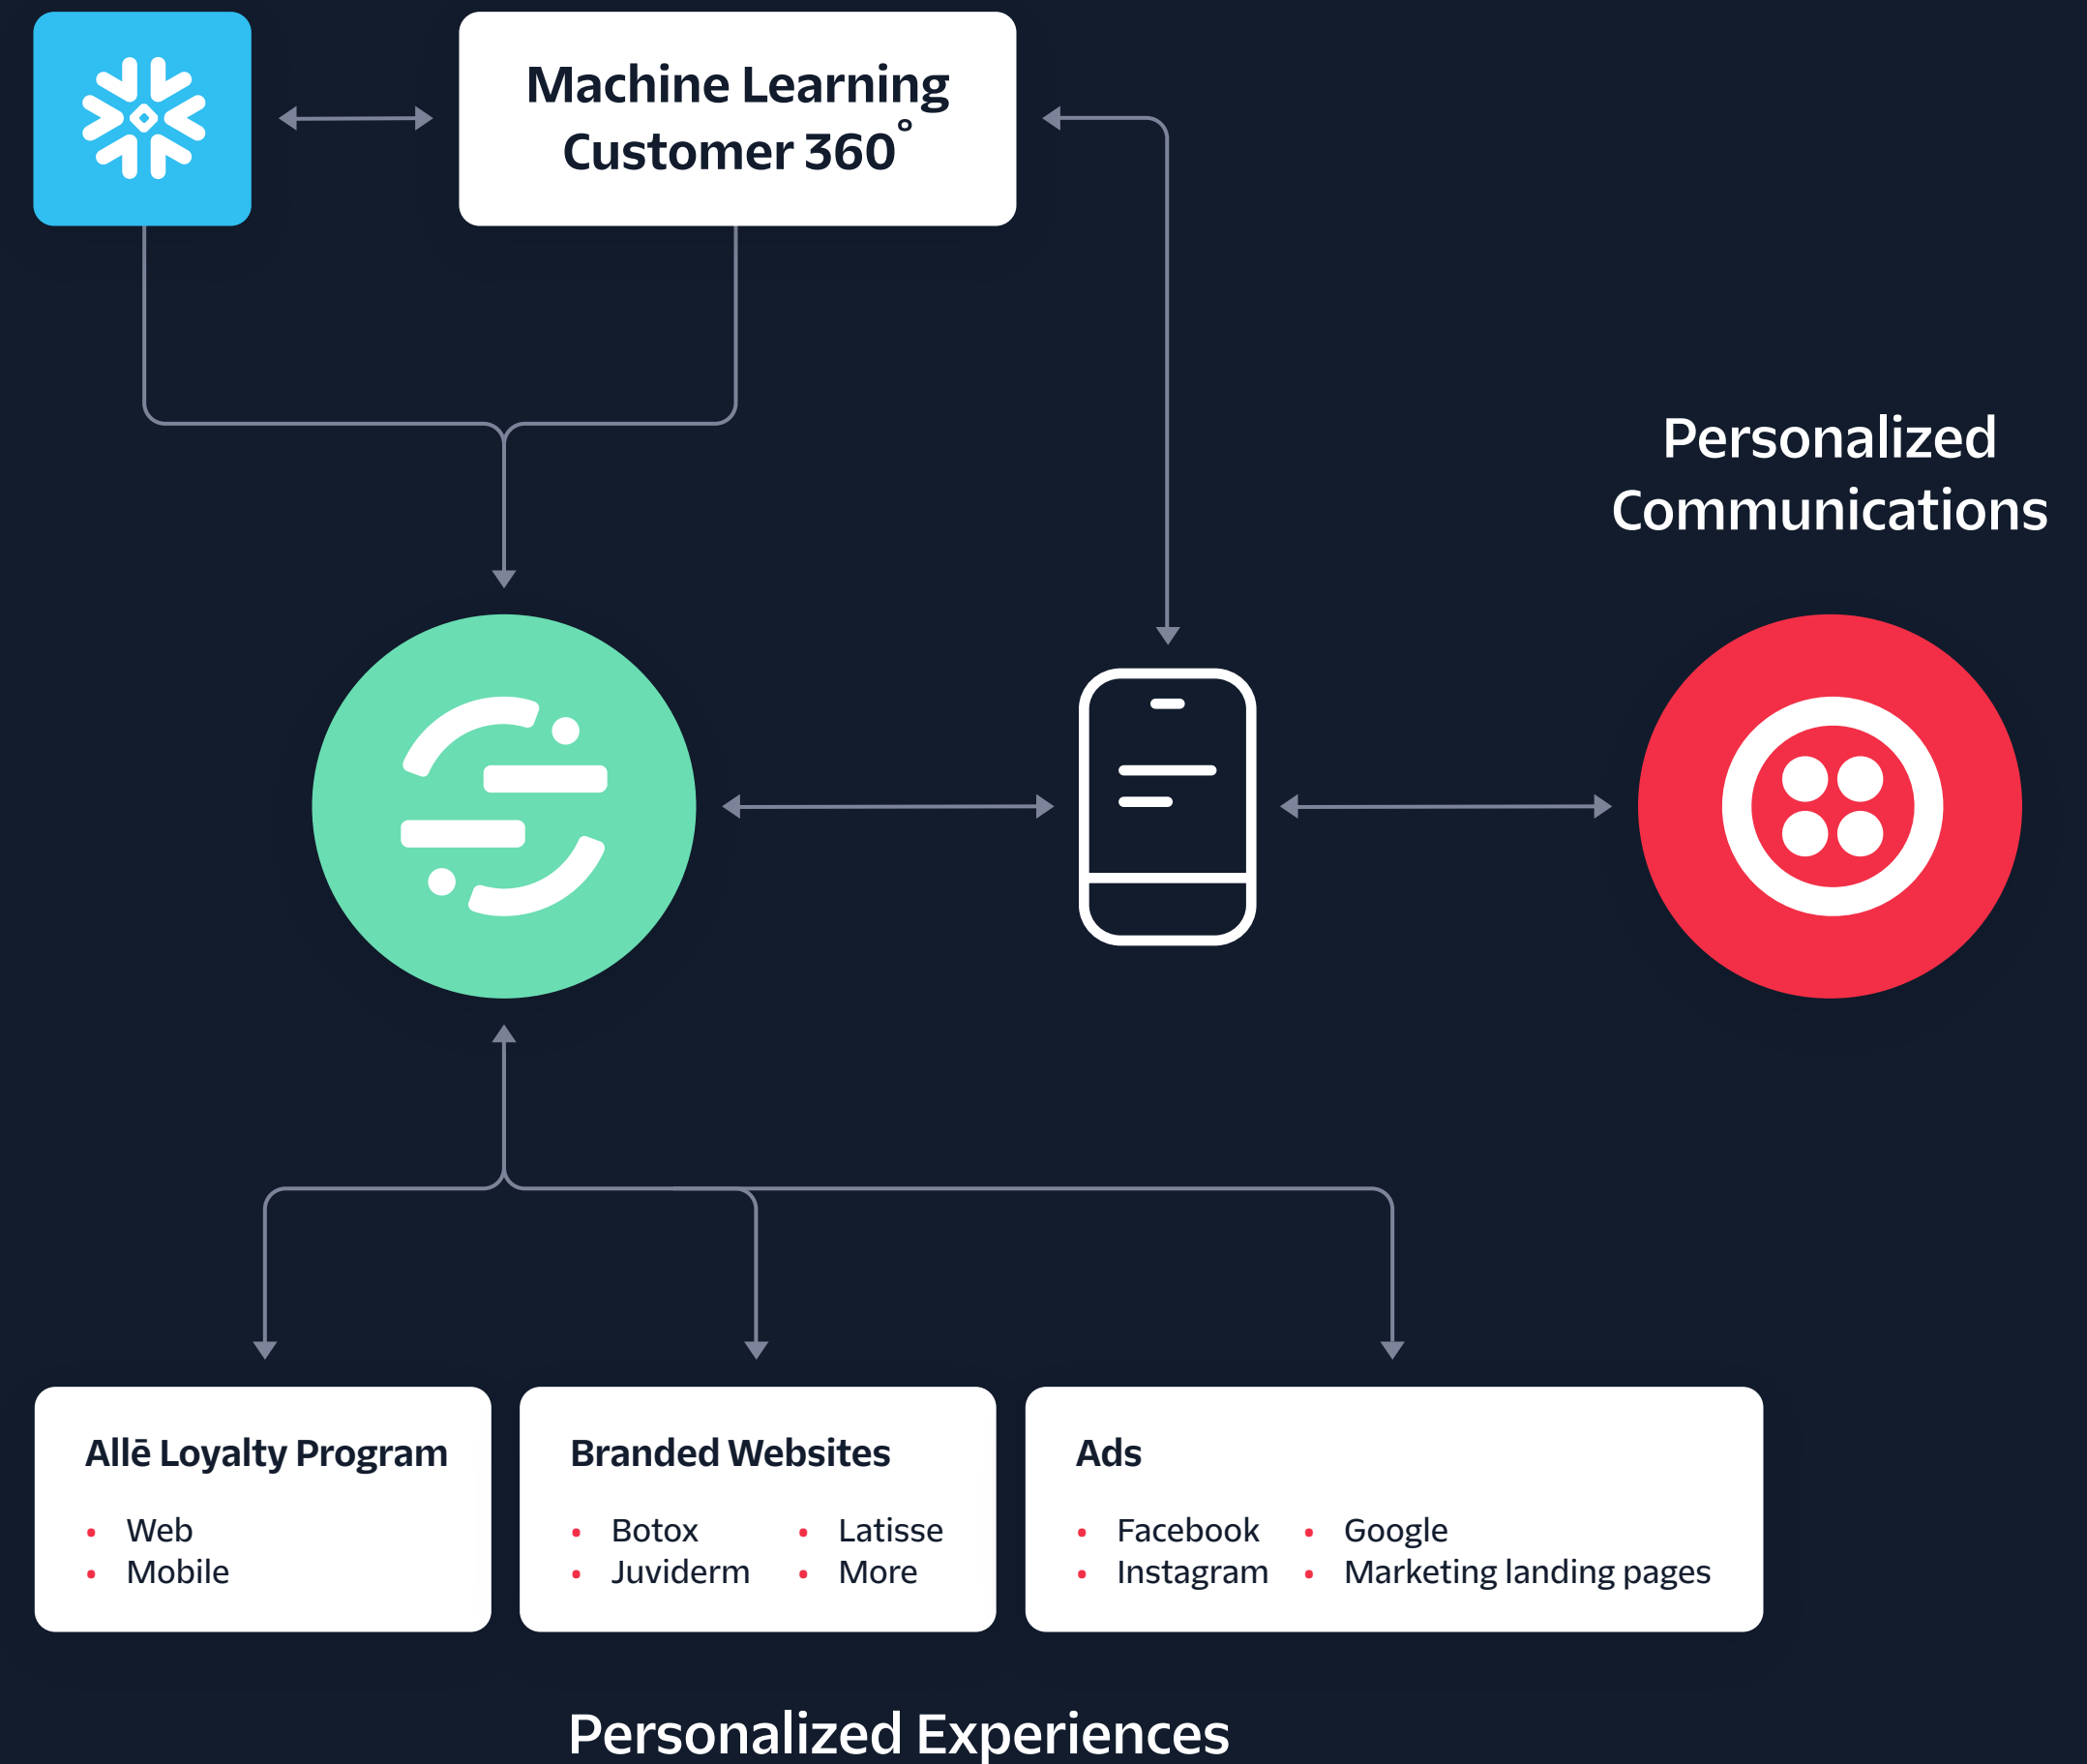 Machine Learning
Customer 360°
Personalized
Communications
Allē Loyalty Program
Web
Mobile
Branded Websites
Botox
Juviderm
Latisse
More
Ads
Facebook
Instagram
Google
Marketing landing pages
Personalized Experiences